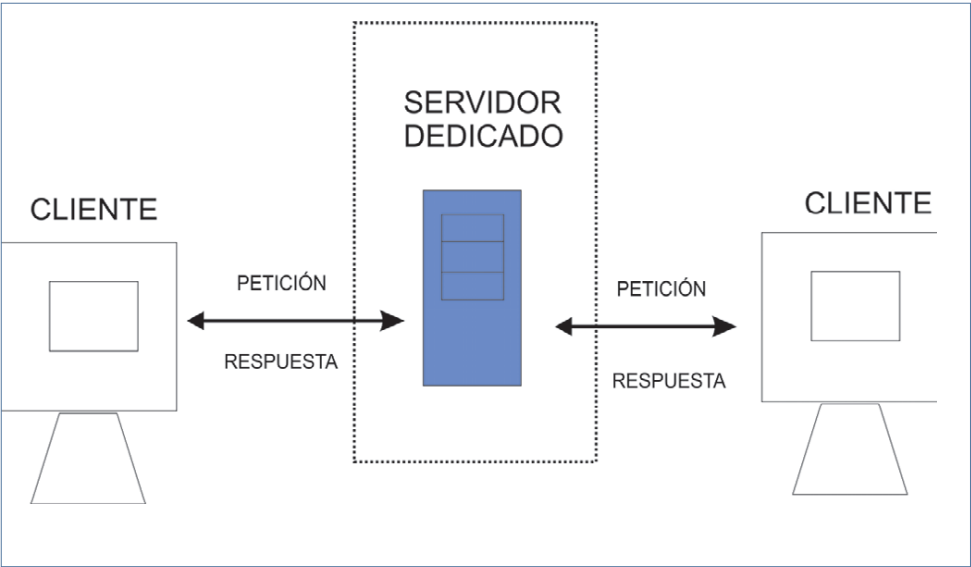 SERVIDOR
DEDICADO
CLIENTE
CLIENTE
PETICIÓN
PETICIÓN
RESPUESTA
RESPUESTA